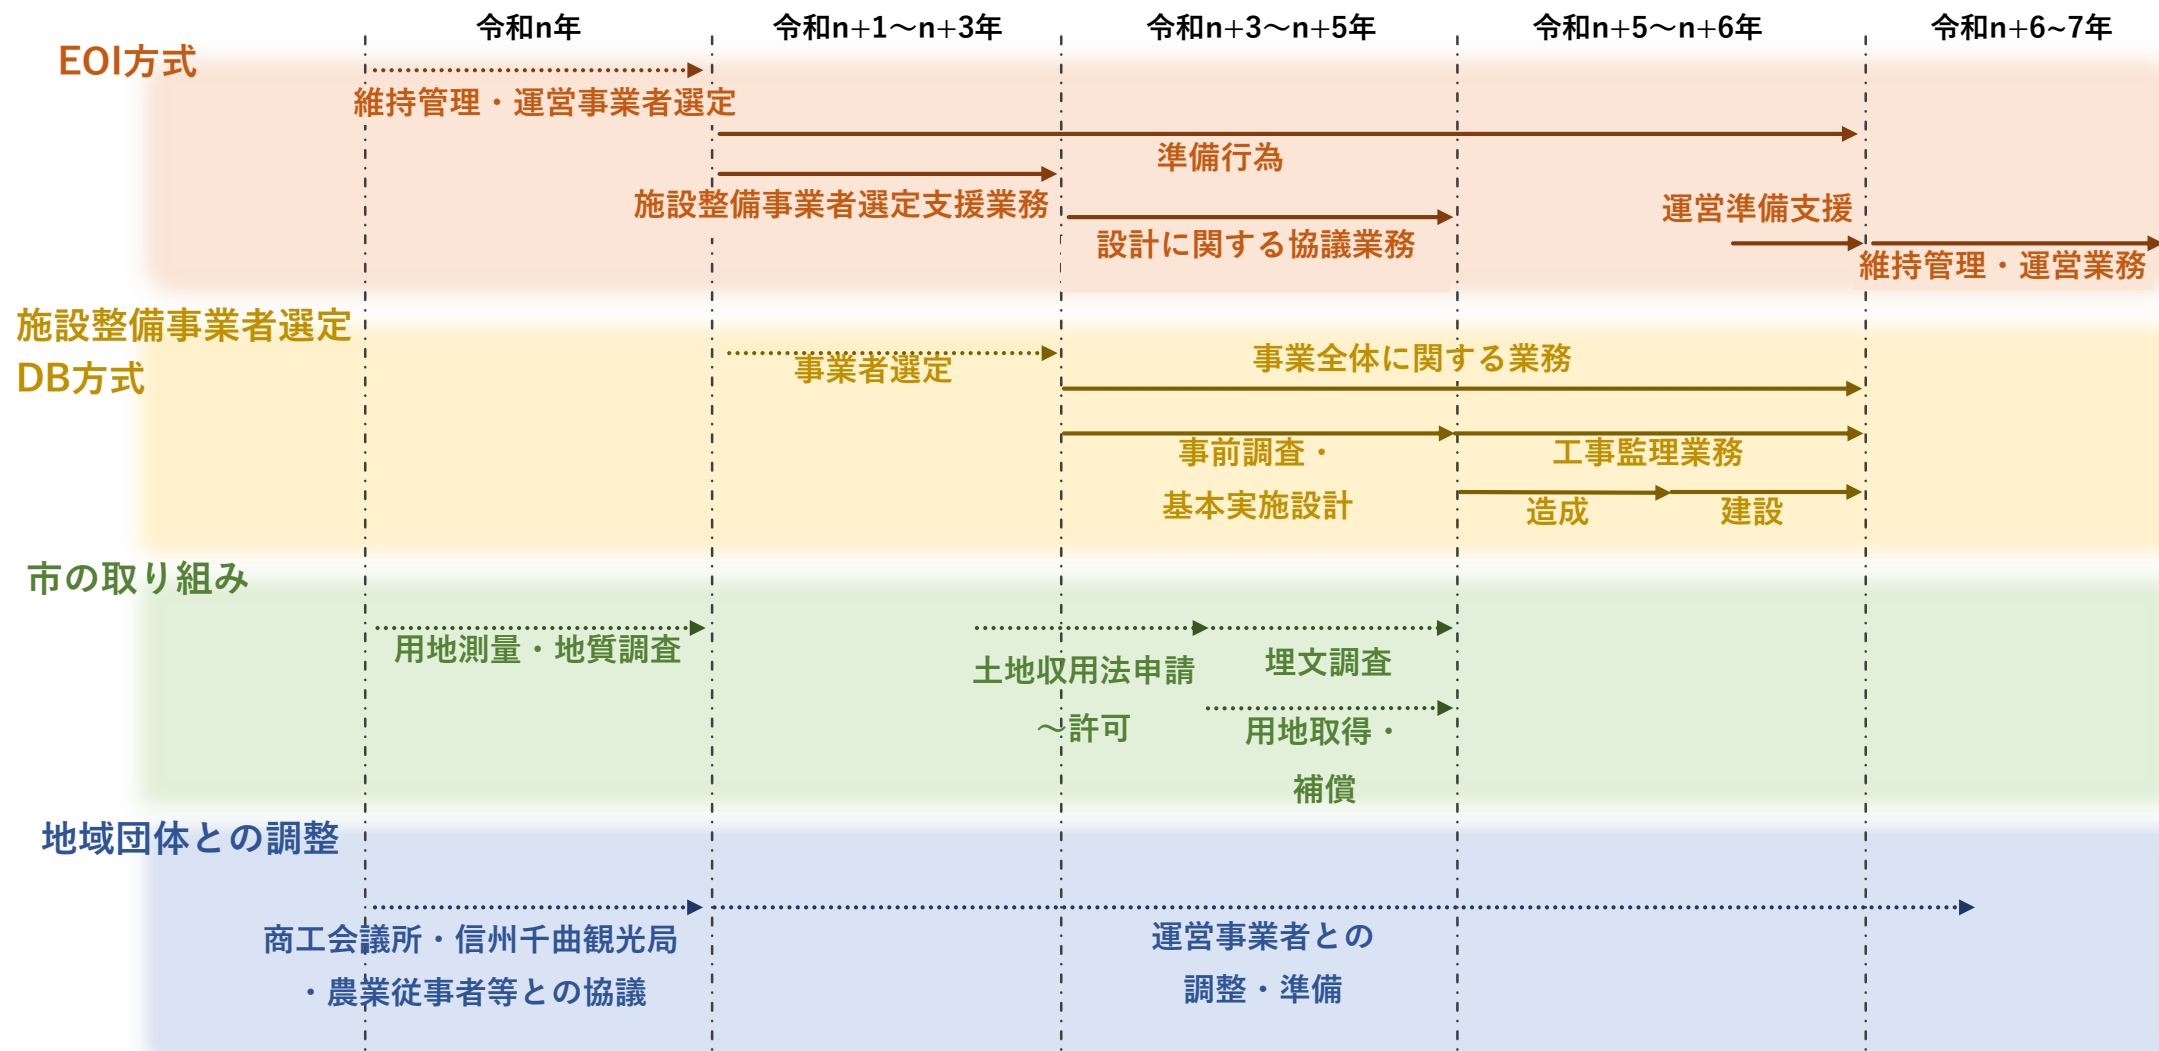 令和n年
令和n+1～n+3年
令和n+3～n+5年
令和n+5～n+6年
令和n+6~7年
EOI方式
維持管理・運営事業者選定
準備行為
施設整備事業者選定支援業務
設計に関する協議業務
運営準備支援
維持管理・運営業務
施設整備事業者選定
DB方式
事業者選定
事業全体に関する業務
事前調査・
基本実施設計
工事監理業務
造成
建設
市の取り組み
用地測量・地質調査
土地収用法申請
～許可
埋文調査
用地取得・
補償
地域団体との調整
商工会議所・信州千曲観光局
・農業従事者等との協議
運営事業者との
調整・準備